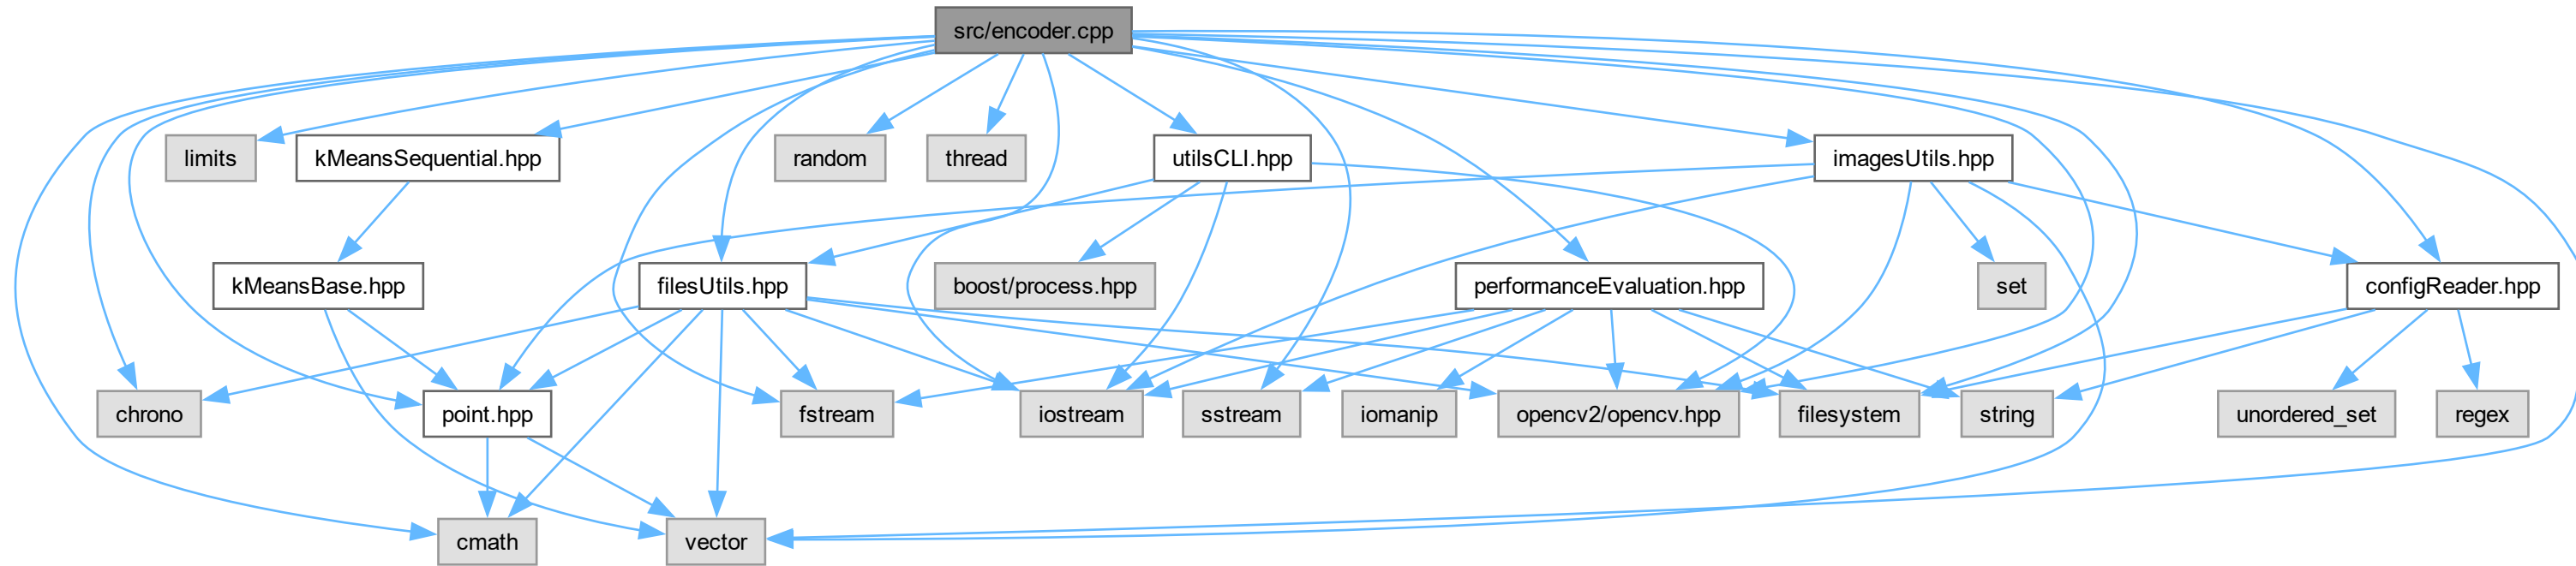 src/encoder.cpp
limits
kMeansSequential.hpp
random
thread
utilsCLI.hpp
imagesUtils.hpp
kMeansBase.hpp
filesUtils.hpp
boost/process.hpp
performanceEvaluation.hpp
set
configReader.hpp
chrono
point.hpp
fstream
iostream
sstream
iomanip
opencv2/opencv.hpp
filesystem
string
unordered_set
regex
cmath
vector